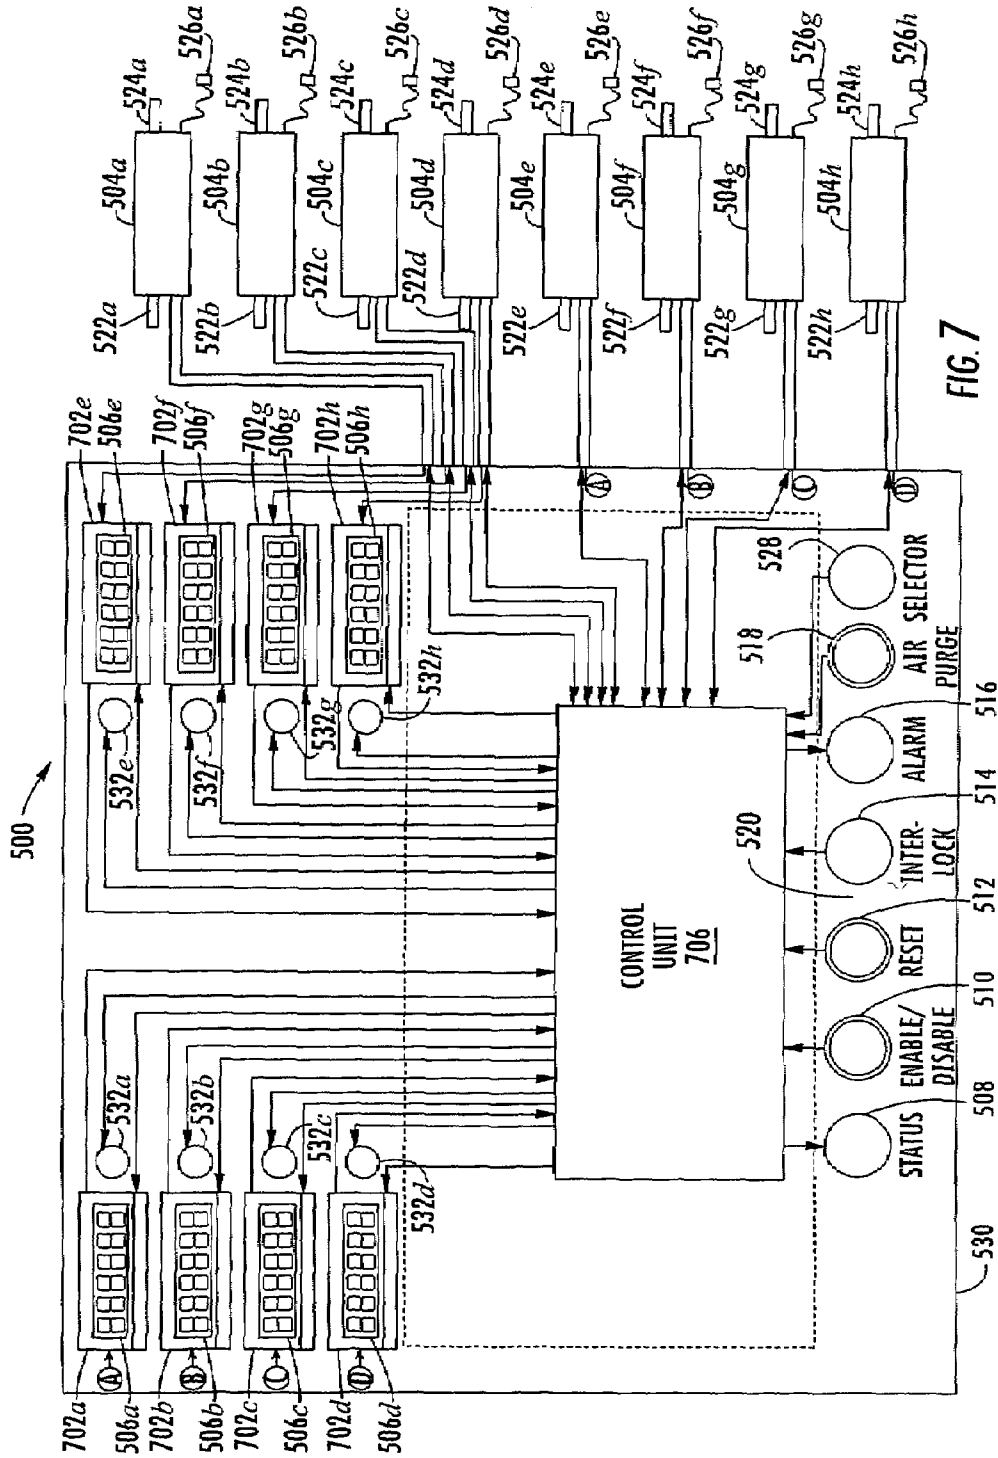 500
702a
506a
702b
506b
702c
506c
702d
506d
A
B
C
D
532a
532b
532c
532d
532e
532f
532g
532h
702e
506e
702f
506f
702g
506g
702h
506h
522a
504a
524a
526a
522b
504b
524b
526b
522c
504c
524c
526c
522d
504d
524d
526d
522e
504e
524e
526e
522f
504f
524f
526f
522g
504g
524g
526g
522h
504h
524h
526h
A
B
C
D
CONTROL
UNIT
706
520
530
STATUS
508
ENABLE/
DISABLE
510
RESET
512
INTER-
LOCK
514
ALARM
516
AIR
PURGE
518
SELECTOR
528
FIG. 7